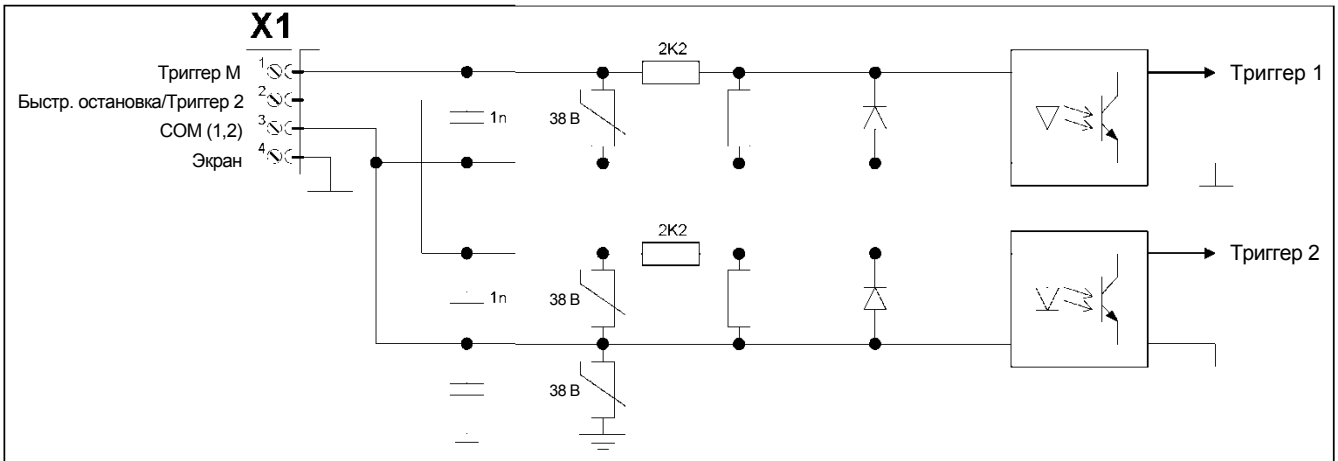 X1
2K2
Триггер М
1
Триггер 1
Быстр. остановка/Триггер 2
2
1n
38 В
COM (1,2)
3
Экран
4
2K2
Триггер 2
1n
38 В
38 В